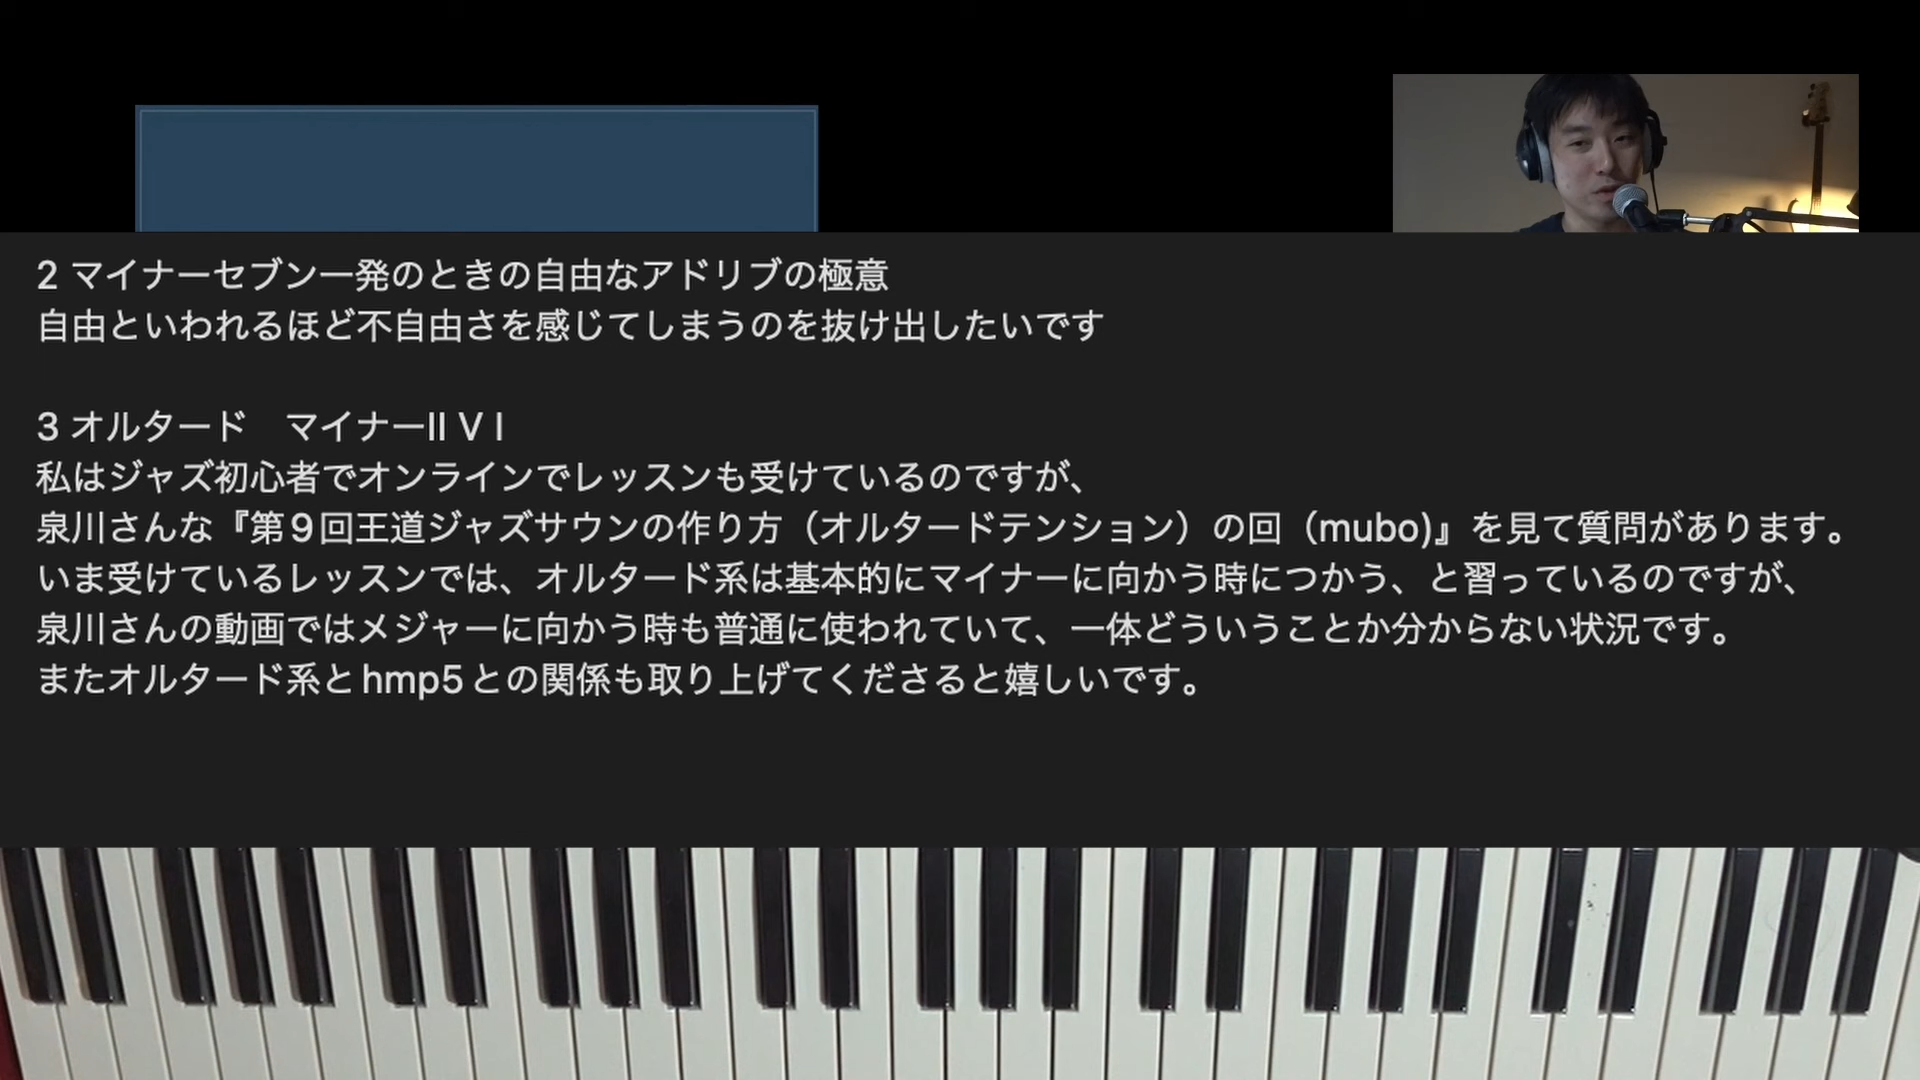 2 マイナーセブン一発のときの自由なアドリブの極意
自由といわれるほど不自由さを感じてしまうのを抜け出したいです
3 オルタード　マイナーII V I
私はジャズ初心者でオンラインでレッスンも受けているのですが、
泉川さんな『第9回王道ジャズサウンの作り方（オルタードテンション）の回（mubo)』を見て質問があります。
いま受けているレッスンでは、オルタード系は基本的にマイナーに向かう時につかう、と習っているのですが、
泉川さんの動画ではメジャーに向かう時も普通に使われていて、一体どういうことか分からない状況です。
またオルタード系とhmp5との関係も取り上げてくださると嬉しいです。